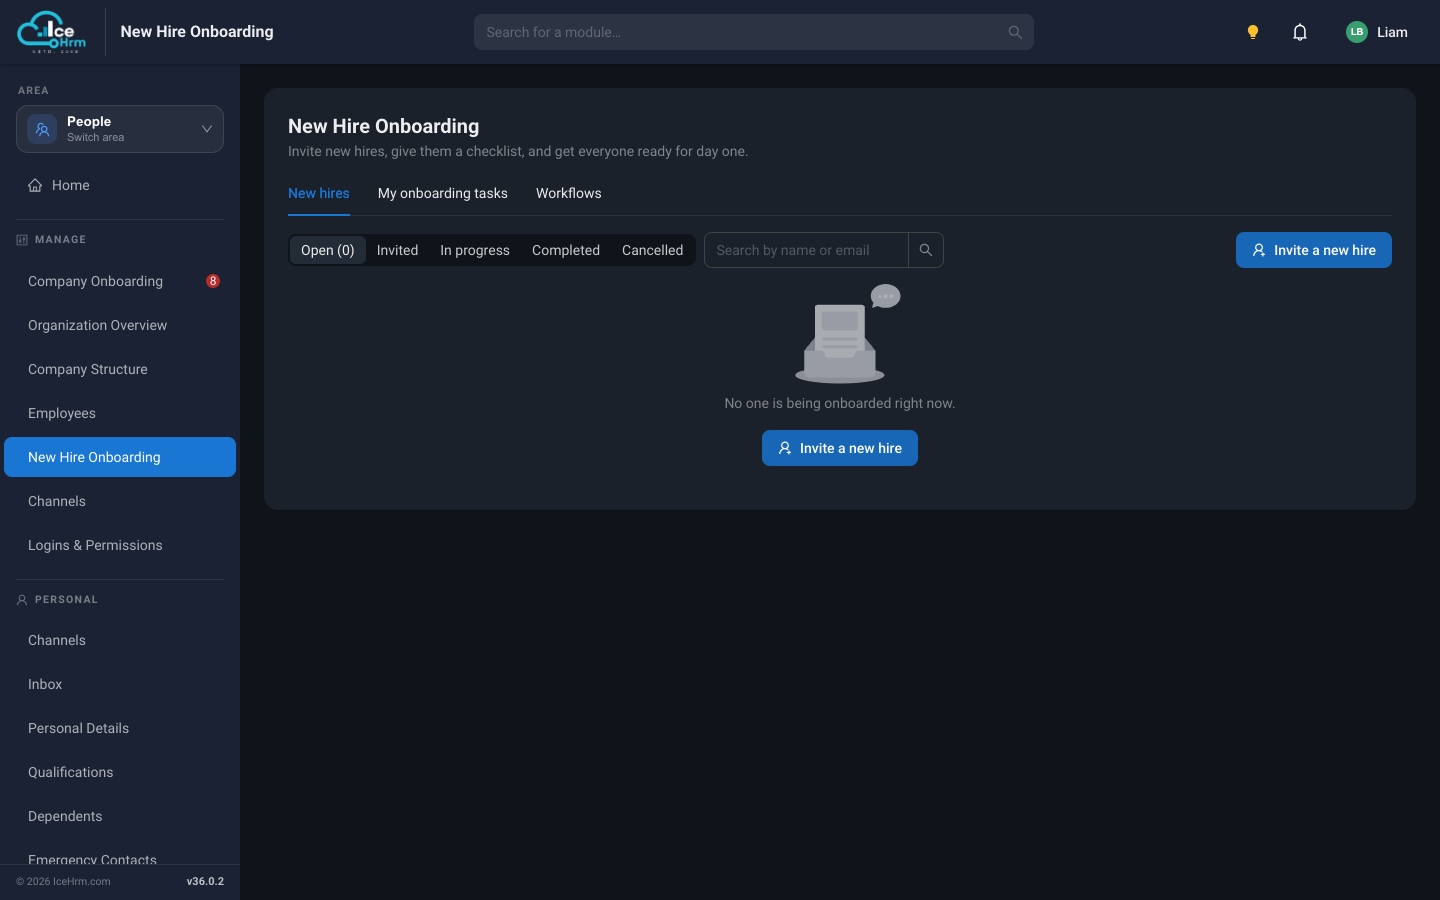 Ice
Hrm
ESTD. 2008
New Hire Onboarding
Search for a module...
LB
Liam
AREA
People
Switch area
Home
MANAGE
Company Onboarding
8
Organization Overview
Company Structure
Employees
New Hire Onboarding
Channels
Logins & Permissions
PERSONAL
Channels
Inbox
Personal Details
Qualifications
Dependents
Emergency Contacts
© 2026 IceHrm.com
v36.0.2
New Hire Onboarding
Invite new hires, give them a checklist, and get everyone ready for day one.
New hires
My onboarding tasks
Workflows
Open (0)
Invited
In progress
Completed
Cancelled
Search by name or email
Invite a new hire
No one is being onboarded right now.
Invite a new hire